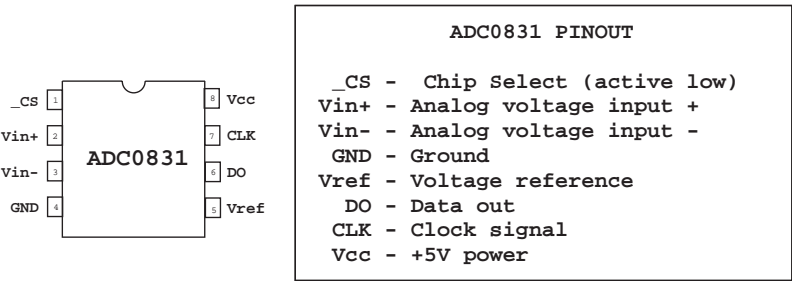 _CS 1
8 Vcc
Vin+ 2
7 CLK
ADC0831
Vin- 3
6 DO
GND 4
5 Vref
ADC0831 PINOUT
_CS - Chip Select (active low)
Vin+ - Analog voltage input +
Vin- - Analog voltage input -
GND - Ground
Vref - Voltage reference
DO - Data out
CLK - Clock signal
Vcc - +5V power